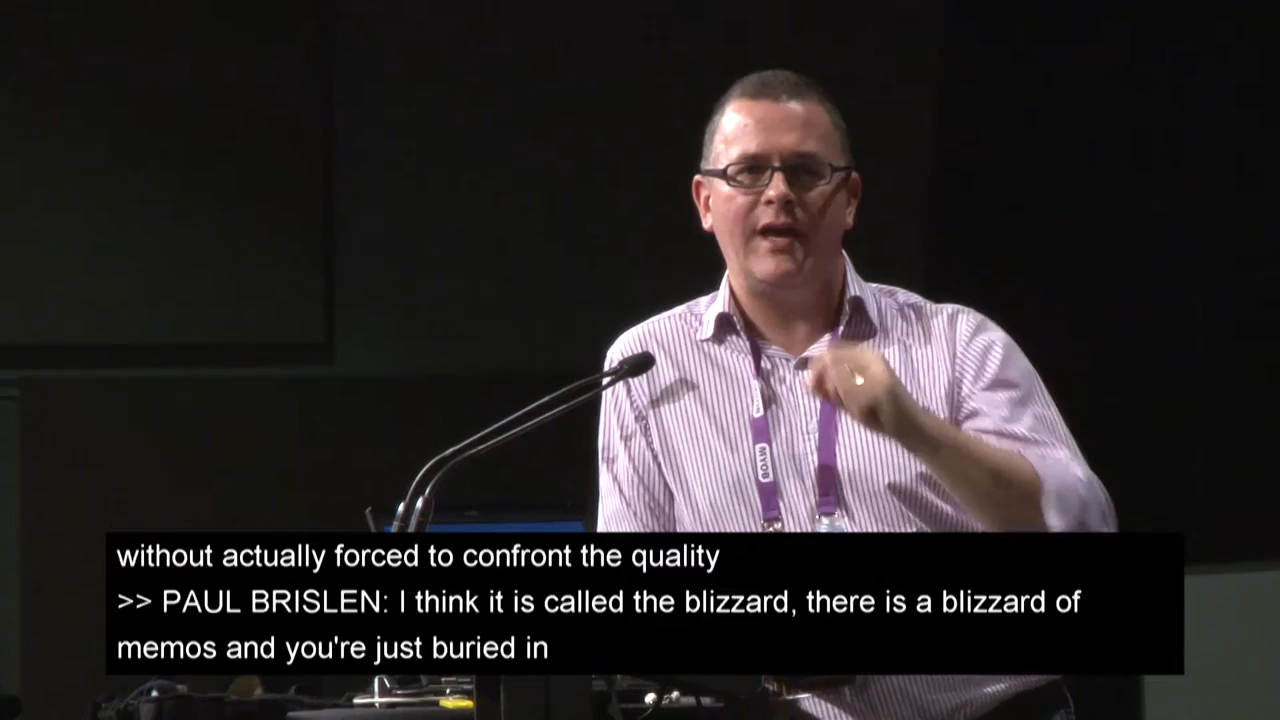 MYOB
MYOB
without actually forced to confront the quality
>> PAUL BRISLEN: I think it is called the blizzard, there is a blizzard of
memos and you're just buried in